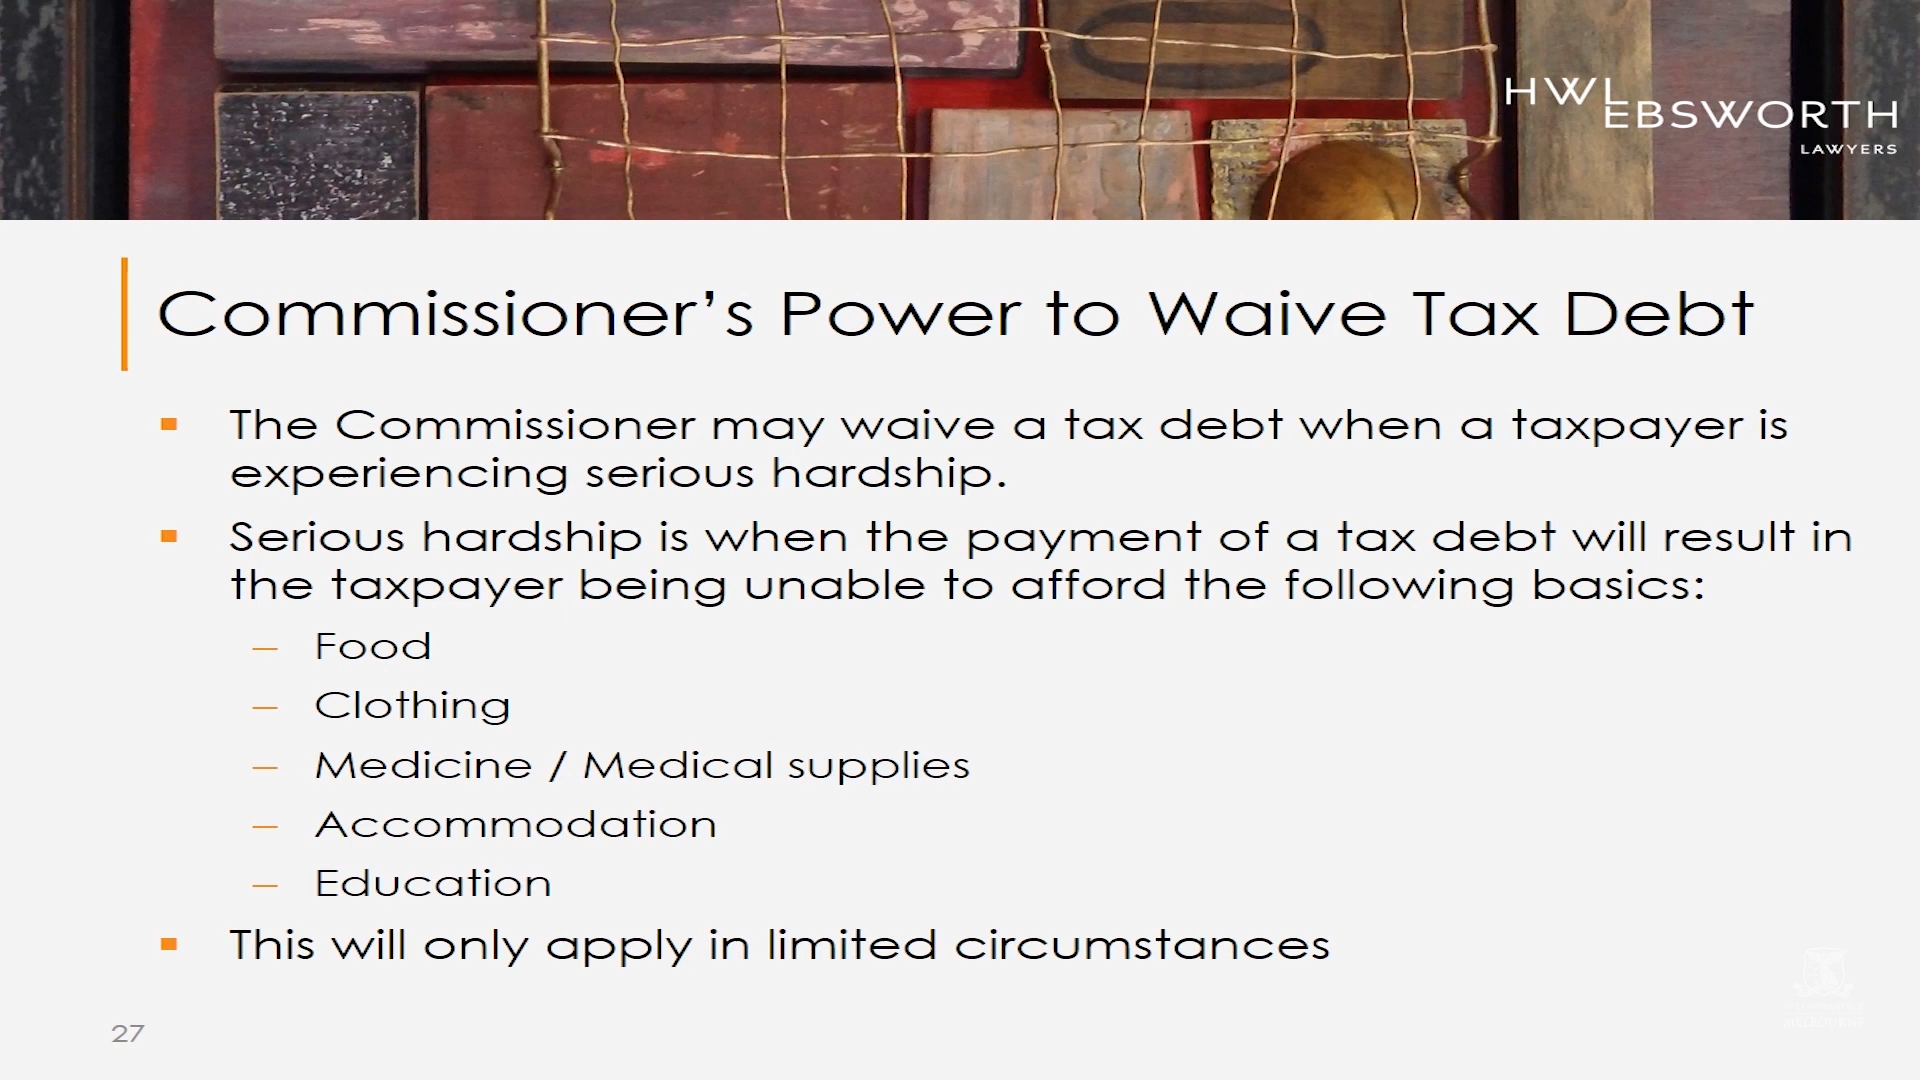 HWL
EBSWORTH
LAWYERS
Commissioner’s Power to Waive Tax Debt
▪ The Commissioner may waive a tax debt when a taxpayer is
experiencing serious hardship.
▪ Serious hardship is when the payment of a tax debt will result in
the taxpayer being unable to afford the following basics:
– Food
– Clothing
– Medicine / Medical supplies
– Accommodation
– Education
▪ This will only apply in limited circumstances
27